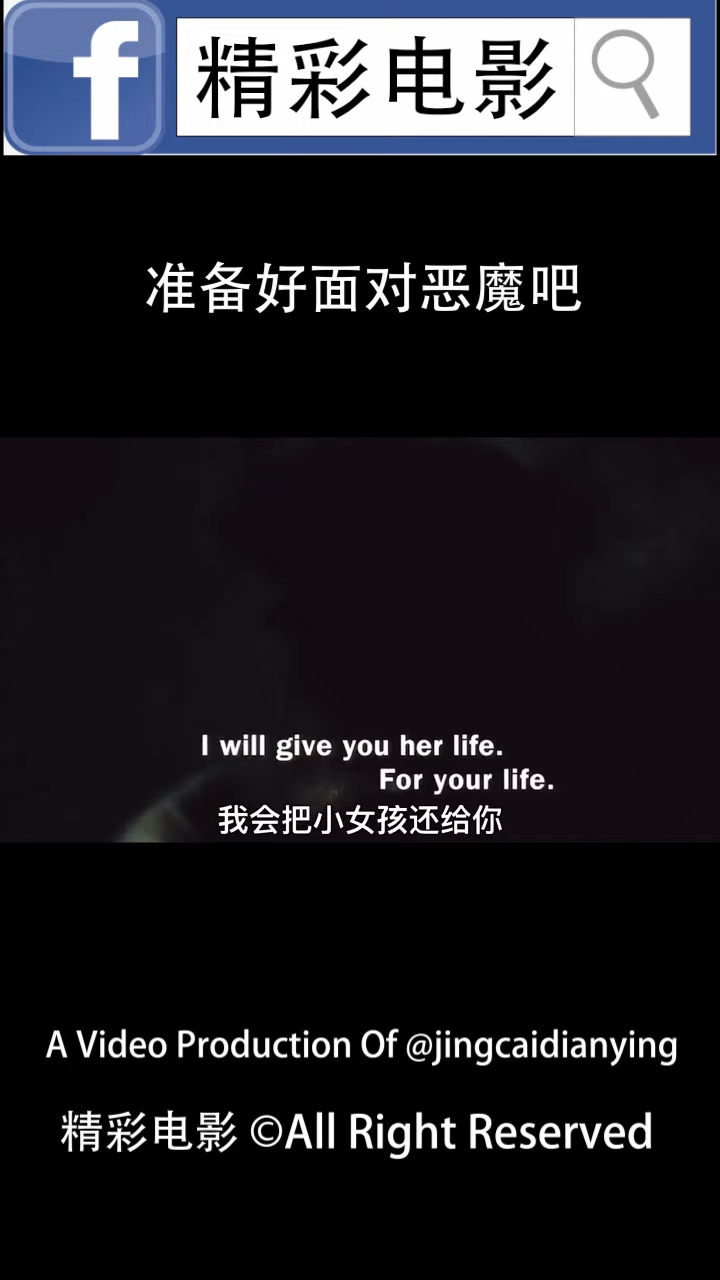 f 精彩电影
准备好面对恶魔吧
I will give you her life.
For your life.
我会把小女孩还给你
A Video Production Of @jingcaidianying
精彩电影 ©All Right Reserved